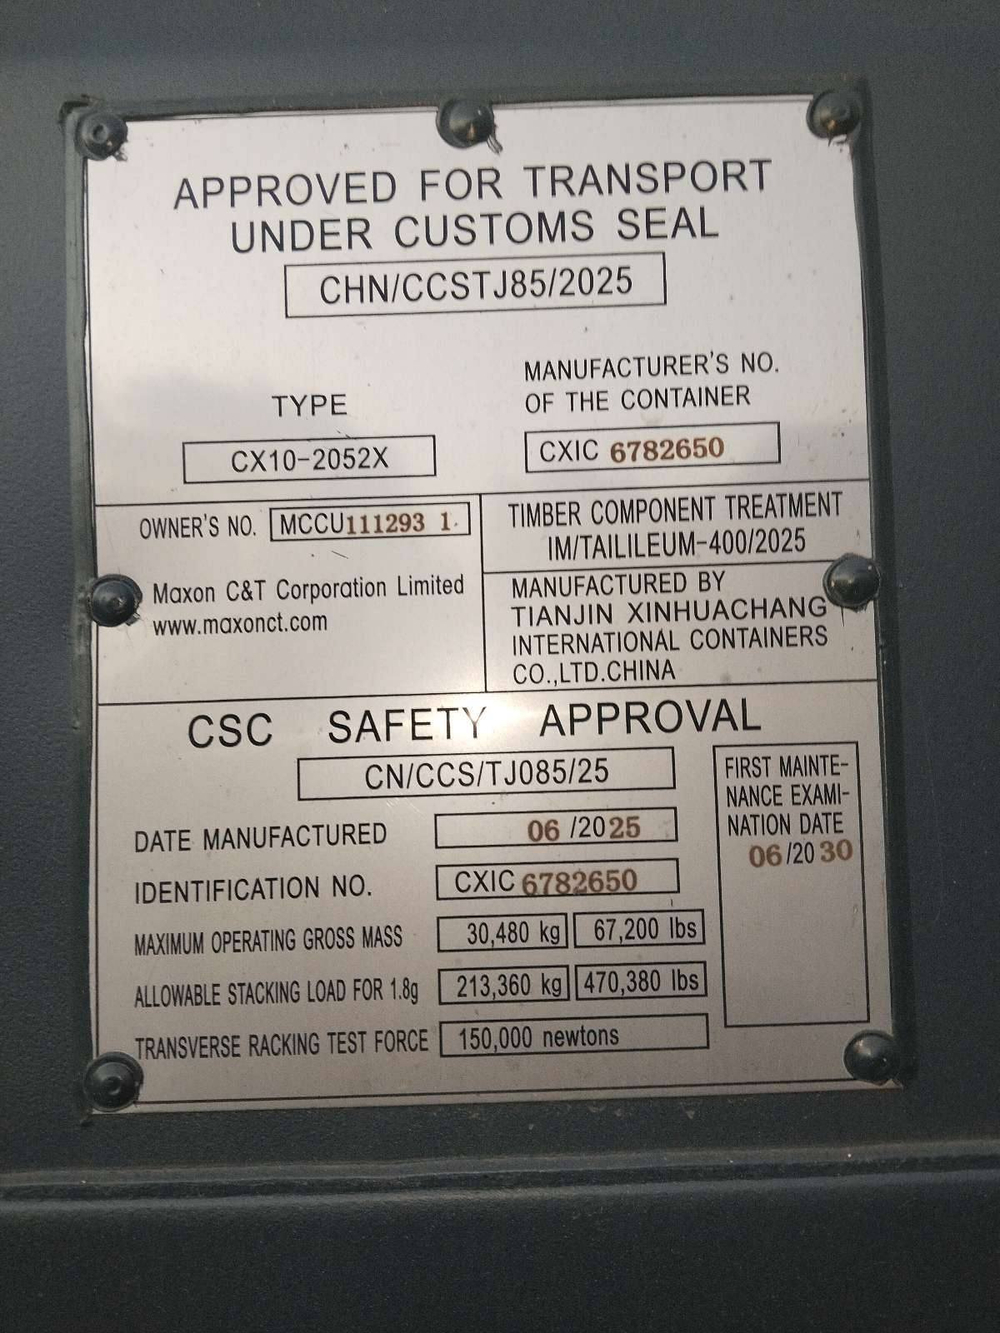 APPROVED FOR TRANSPORT
UNDER CUSTOMS SEAL
CHN/CCSTJ85/2025
TYPE
CX10-2052X
MANUFACTURER'S NO.
OF THE CONTAINER
CXIC 6782650
OWNER'S NO. MCCU111293 1
Maxon C&T Corporation Limited
www.maxonct.com
TIMBER COMPONENT TREATMENT
IM/TAILILEUM-400/2025
MANUFACTURED BY
TIANJIN XINHUACHANG
INTERNATIONAL CONTAINERS
CO.,LTD.CHINA
CSC SAFETY APPROVAL
CN/CCS/TJ085/25
DATE MANUFACTURED 06 /2025
IDENTIFICATION NO. CXIC 6782650
MAXIMUM OPERATING GROSS MASS 30,480 kg 67,200 lbs
ALLOWABLE STACKING LOAD FOR 1.8g 213,360 kg 470,380 lbs
TRANSVERSE RACKING TEST FORCE 150,000 newtons
FIRST MAINTE-
NANCE EXAMI-
NATION DATE
06/20 30